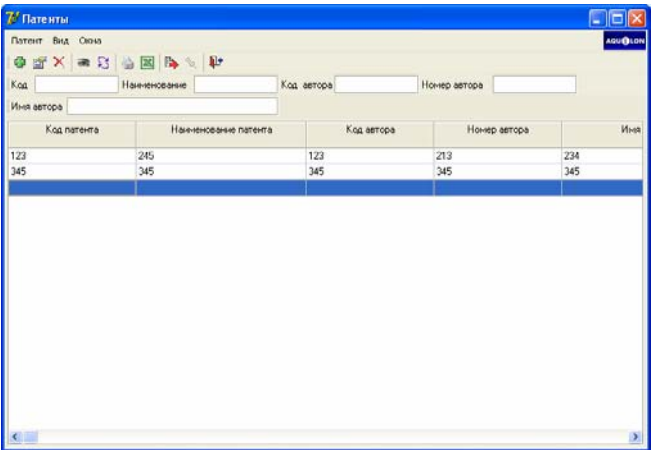 Патенты
Патент Вид Окна
AQUILON
Код Наименование Код автора Номер автора
Имя автора
Код патента Наименование патента Код автора Номер автора Имя
123 245 123 213 234
345 345 345 345 345